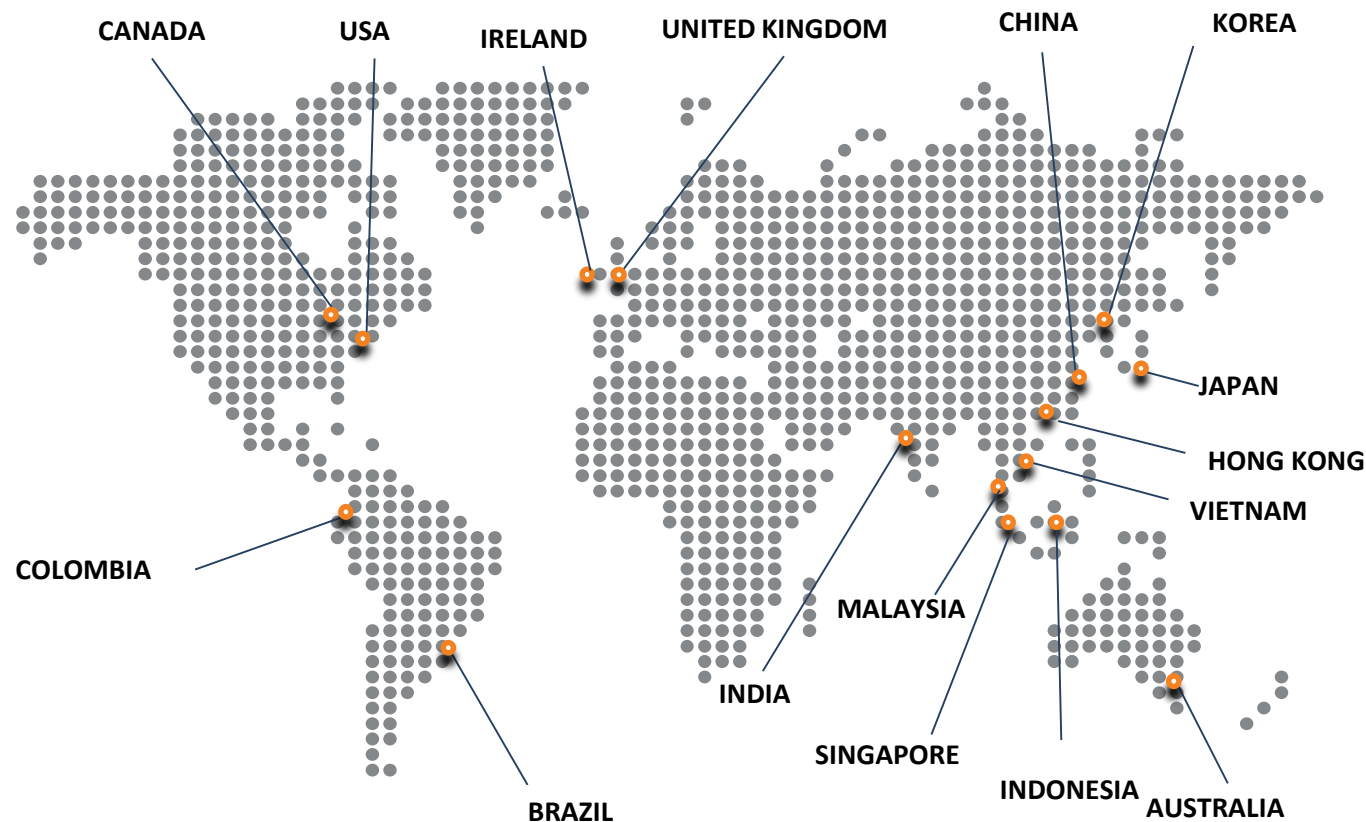 CANADA
USA
IRELAND
UNITED KINGDOM
CHINA
KOREA
JAPAN
HONG KONG
VIETNAM
COLOMBIA
MALAYSIA
INDIA
SINGAPORE
INDONESIA
AUSTRALIA
BRAZIL